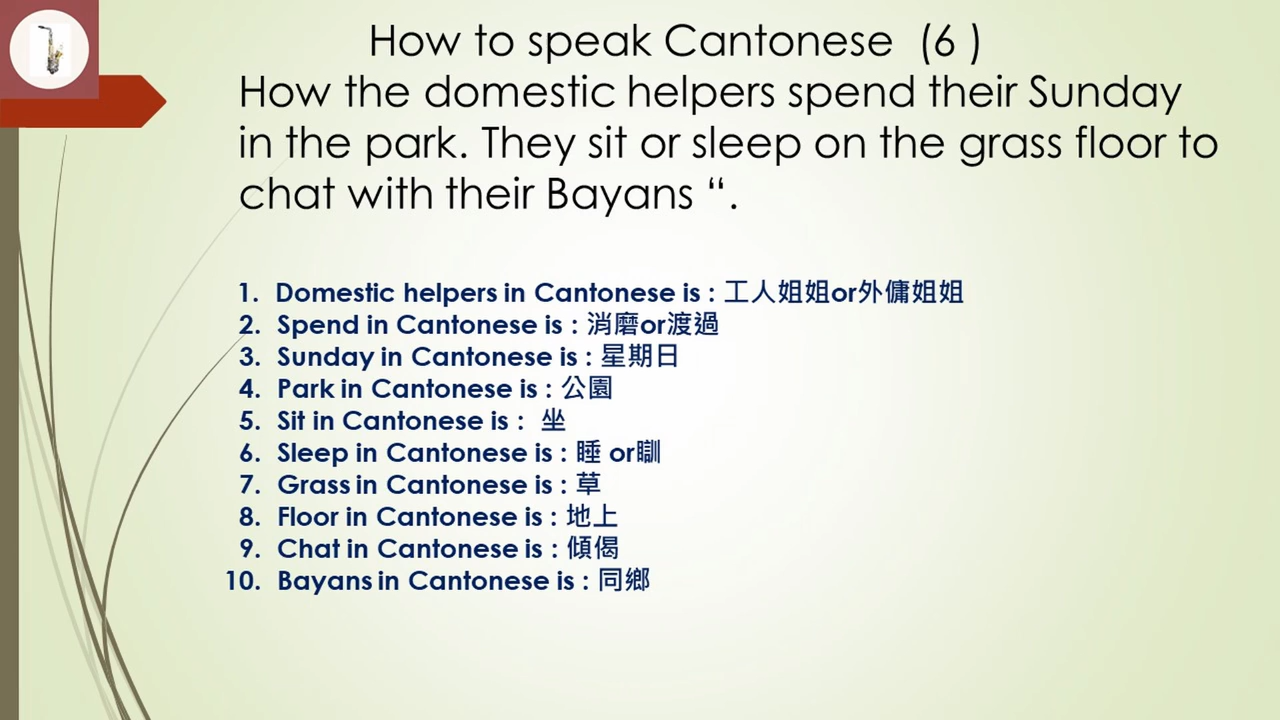 How to speak Cantonese (6 )
How the domestic helpers spend their Sunday
in the park. They sit or sleep on the grass floor to
chat with their Bayans “.
1. Domestic helpers in Cantonese is : 工人姐姐or外傭姐姐
2. Spend in Cantonese is : 消磨or渡過
3. Sunday in Cantonese is : 星期日
4. Park in Cantonese is : 公園
5. Sit in Cantonese is : 坐
6. Sleep in Cantonese is : 睡 or瞓
7. Grass in Cantonese is : 草
8. Floor in Cantonese is : 地上
9. Chat in Cantonese is : 傾偈
10. Bayans in Cantonese is : 同鄉